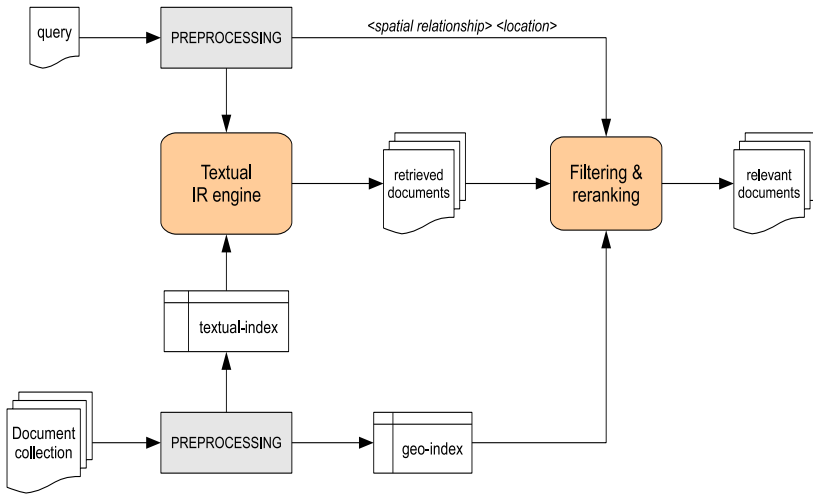 query
PREPROCESSING
<spatial relationship> <location>
Textual
IR engine
retrieved
documents
Filtering &
reranking
relevant
documents
textual-index
Document
collection
PREPROCESSING
geo-index